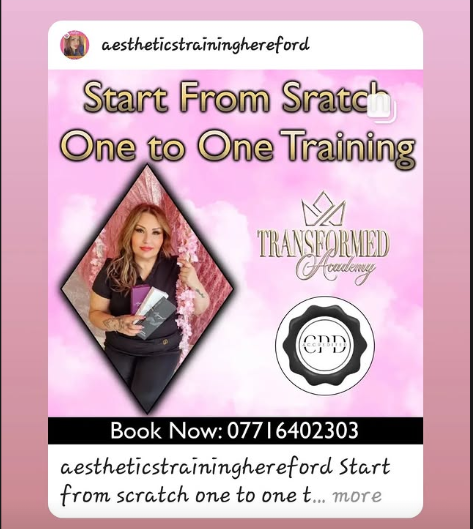 aestheticstraininghereford
Start From Sratch
One to One Training
TRANSFORMED
Academy
CPD
ACCREDITED
Book Now: 07716402303
aestheticstraininghereford Start
from scratch one to one t... more